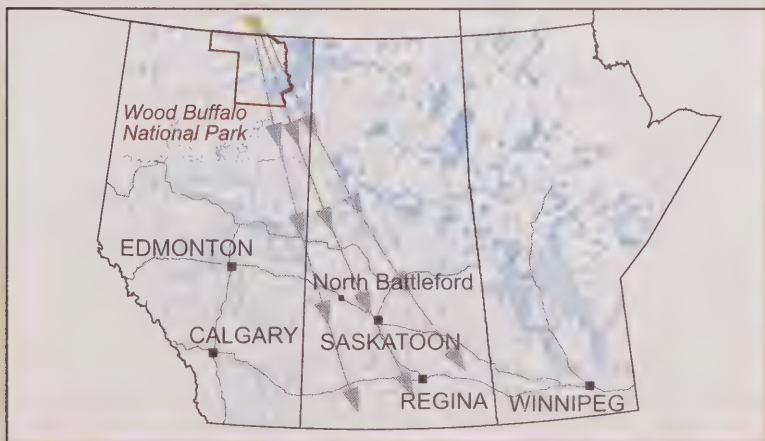 Wood Buffalo
National Park
EDMONTON
North Battleford
CALGARY
SASKATOON
REGINA
WINNIPEG